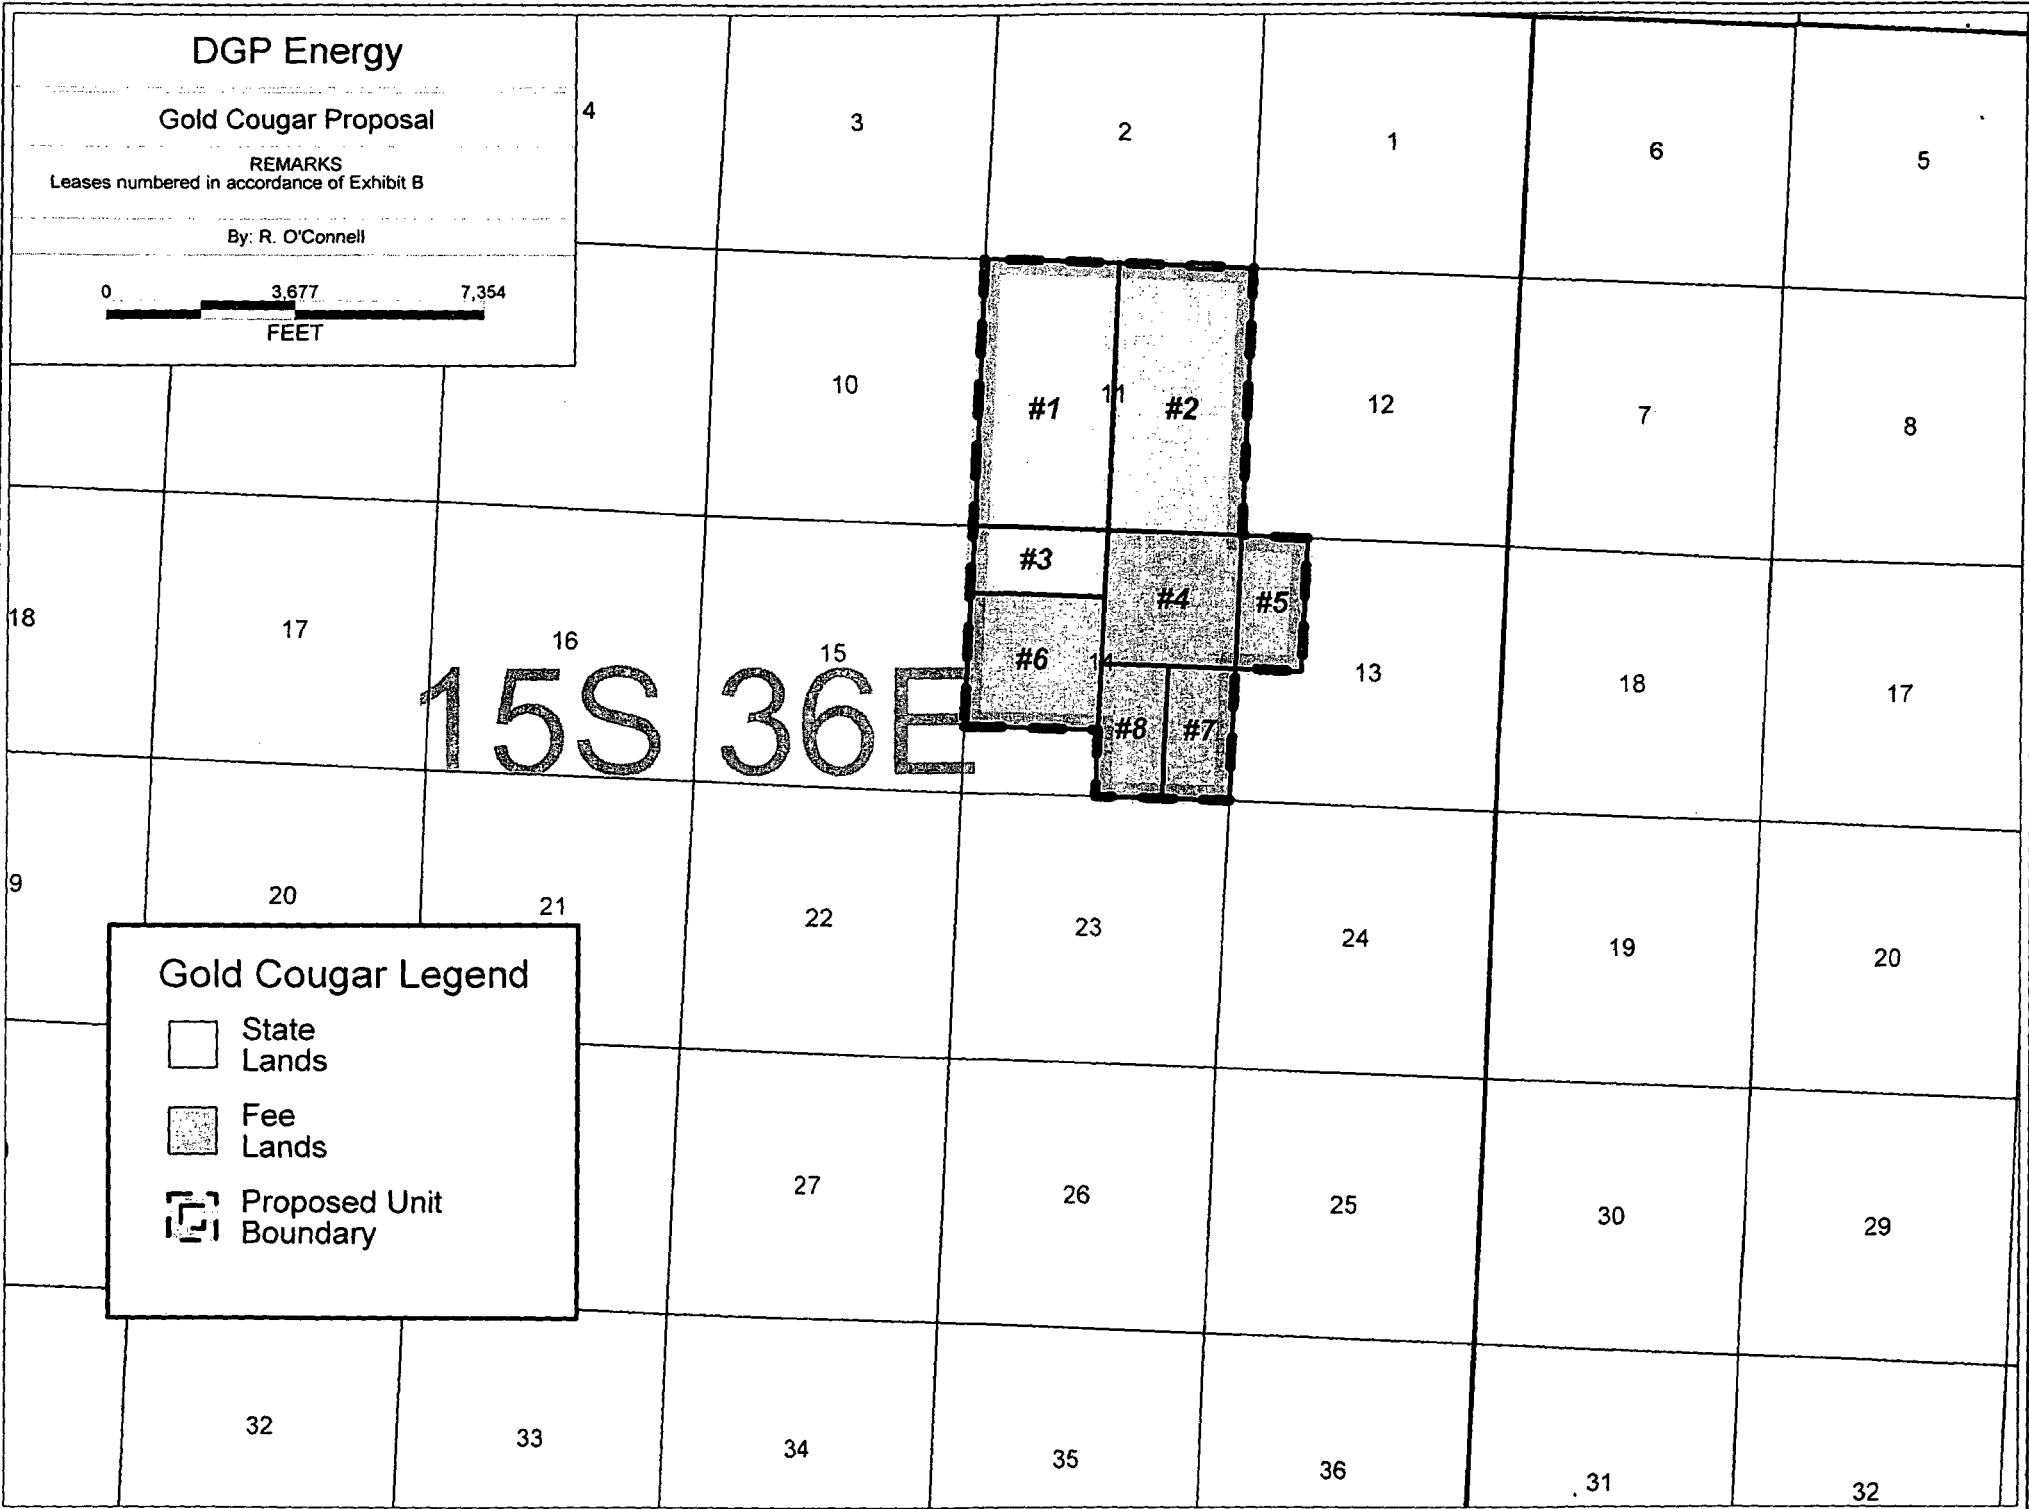 DGP Energy
Gold Cougar Proposal
REMARKS
Leases numbered in accordance of Exhibit B
By: R. O'Connell
0 3,677 7,354
FEET
4 3 2 1 6 5
10 11 12 7 8
#1 #2
#3
#4 #5
#6
#8 #7
18 17 16 15 14 13 18 17
15S 36E
9 20 21 22 23 24 19 20
Gold Cougar Legend
State
Lands
Fee
Lands
Proposed Unit
Boundary
27 26 25 30 29
32 33 34 35 36 31 32